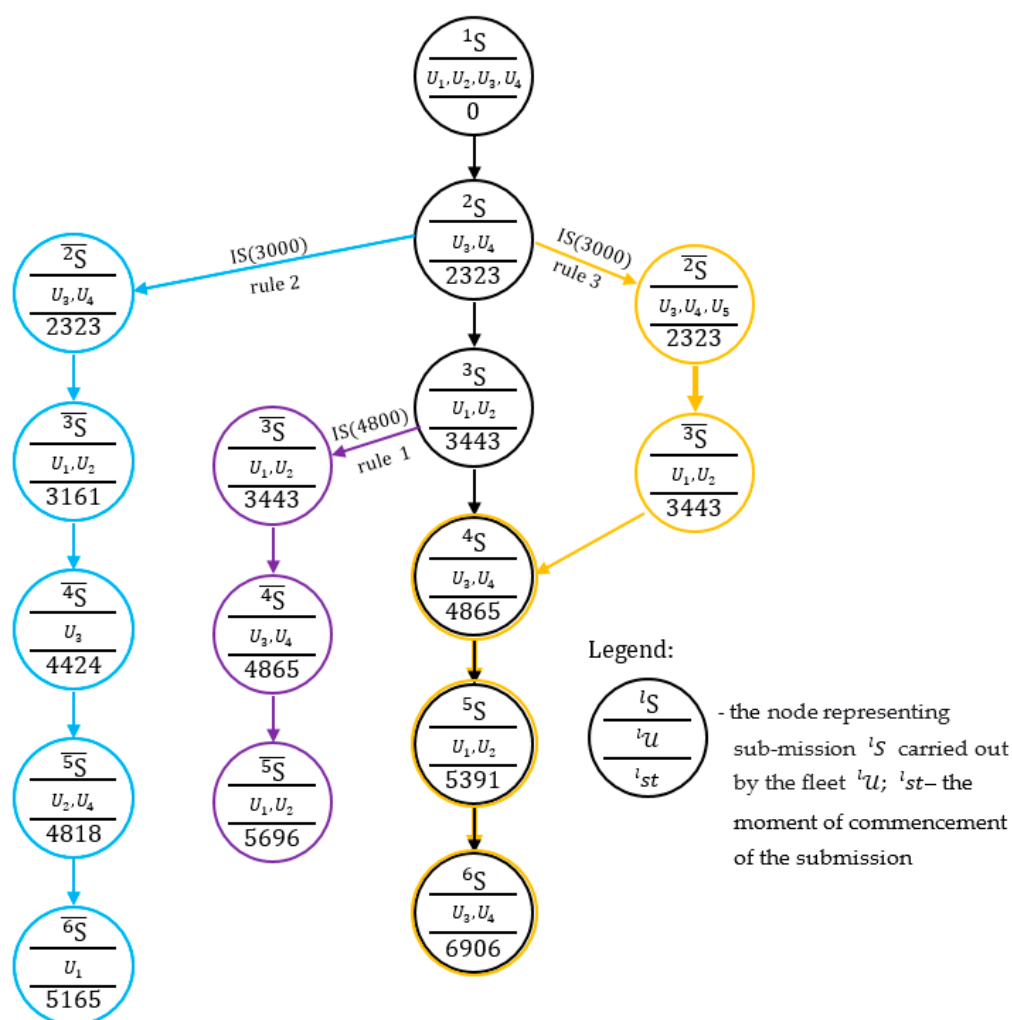 ¹S
U₁,U₂,U₃,U₄
0
²S
U₃,U₄
2323
IS(3000)
rule 2
IS(3000)
rule 3
²S̅
U₃,U₄
2323
²S̅
U₃,U₄,U₅
2323
³S
U₁,U₂
3443
IS(4800)
rule 1
³S̅
U₁,U₂
3161
³S̅
U₁,U₂
3443
³S̅
U₁,U₂
3443
⁴S
U₃,U₄
4865
⁴S̅
U₃
4424
⁴S̅
U₃,U₄
4865
⁵S
U₁,U₂
5391
⁵S̅
U₂,U₄
4818
⁵S̅
U₁,U₂
5696
⁶S
U₃,U₄
6906
⁶S̅
U₁
5165
Legend:
ˡS
ˡU
ˡst
- the node representing
sub-mission ˡS carried out
by the fleet ˡU; ˡst– the
moment of commencement
of the submission